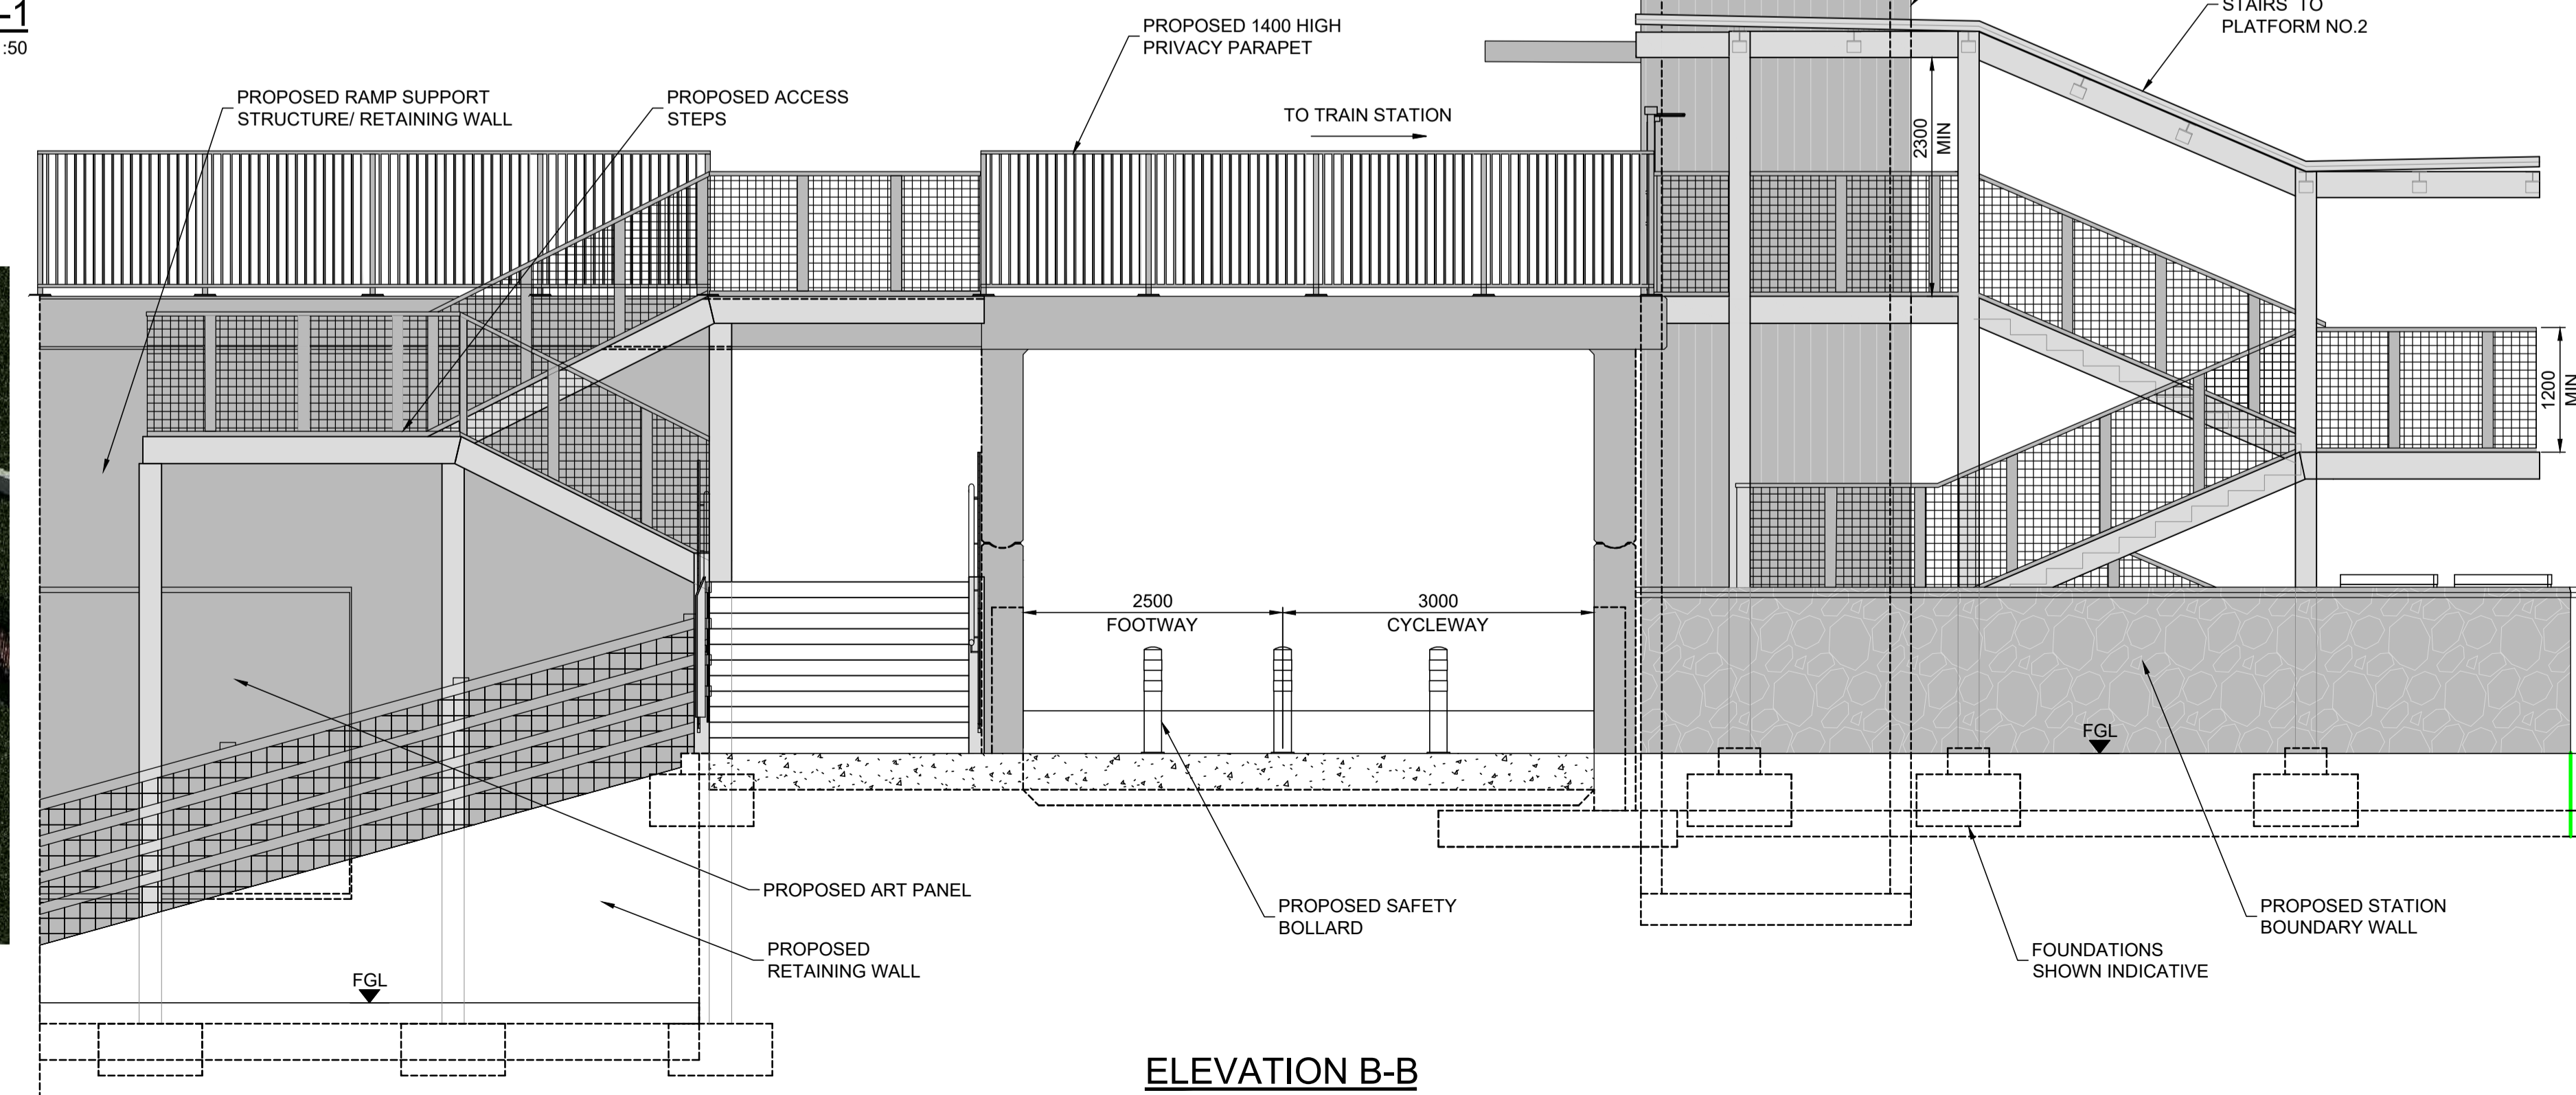 -1
:50
STAIRS TO
PLATFORM NO.2
PROPOSED 1400 HIGH
PRIVACY PARAPET
PROPOSED RAMP SUPPORT
STRUCTURE/ RETAINING WALL
PROPOSED ACCESS
STEPS
TO TRAIN STATION
2300
MIN
1200
MIN
2500
FOOTWAY
3000
CYCLEWAY
FGL
PROPOSED ART PANEL
PROPOSED
RETAINING WALL
PROPOSED SAFETY
BOLLARD
PROPOSED STATION
BOUNDARY WALL
FOUNDATIONS
SHOWN INDICATIVE
FGL
ELEVATION B-B